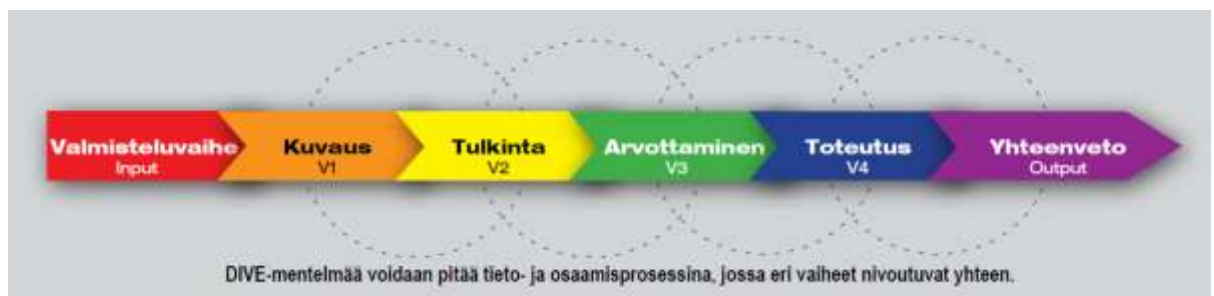 Valmisteluvaihe
Input
Kuvaus
V1
Tulkinta
V2
Arvottaminen
V3
Toteutus
V4
Yhteenveto
Output
DIVE-mentelmää voidaan pitää tieto- ja osaamisprosessina, jossa eri vaiheet nivoutuvat yhteen.